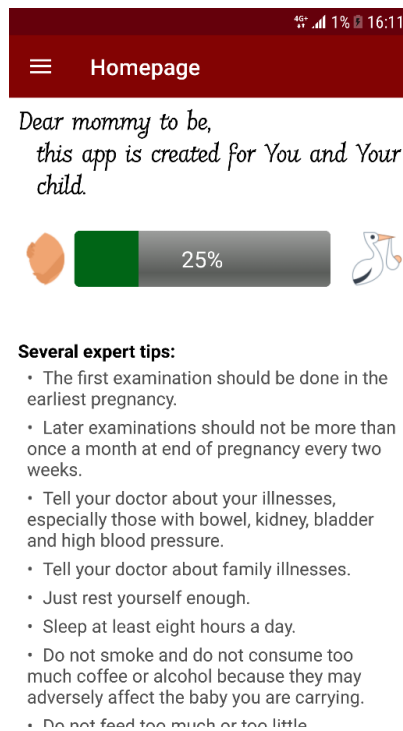 4G+ 1% 16:11
Homepage
Dear mommy to be,
this app is created for You and Your
child.
25%
Several expert tips:
• The first examination should be done in the
earliest pregnancy.
• Later examinations should not be more than
once a month at end of pregnancy every two
weeks.
• Tell your doctor about your illnesses,
especially those with bowel, kidney, bladder
and high blood pressure.
• Tell your doctor about family illnesses.
• Just rest yourself enough.
• Sleep at least eight hours a day.
• Do not smoke and do not consume too
much coffee or alcohol because they may
adversely affect the baby you are carrying.
• Do not feed too much or too little